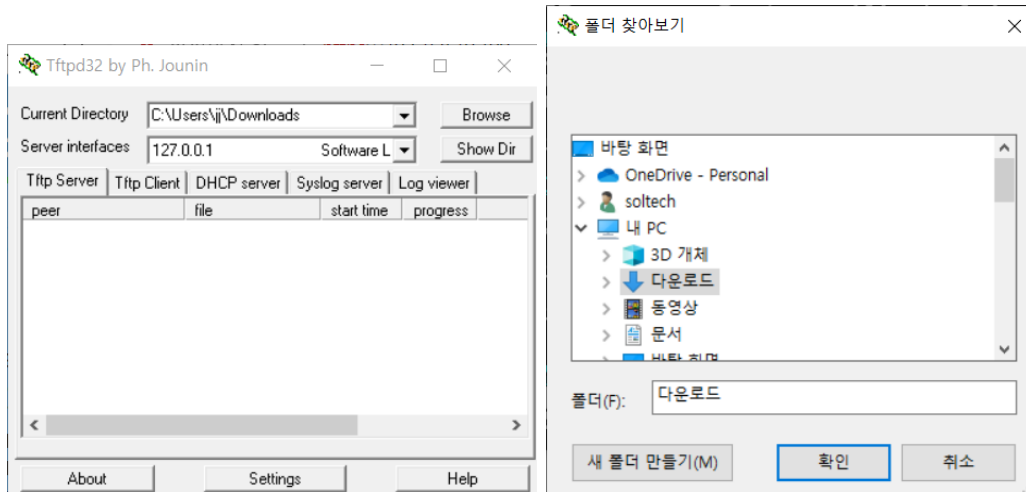 Tftpd32 by Ph. Jounin
Current Directory C:\Users\jj\Downloads Browse
Server interfaces 127.0.0.1 Software L Show Dir
Tftp Server Tftp Client DHCP server Syslog server Log viewer
peer file start time progress
About Settings Help
폴더 찾아보기
바탕 화면
OneDrive - Personal
soltech
내 PC
3D 개체
다운로드
동영상
문서
바탕 화면
폴더(F): 다운로드
새 폴더 만들기(M) 확인 취소